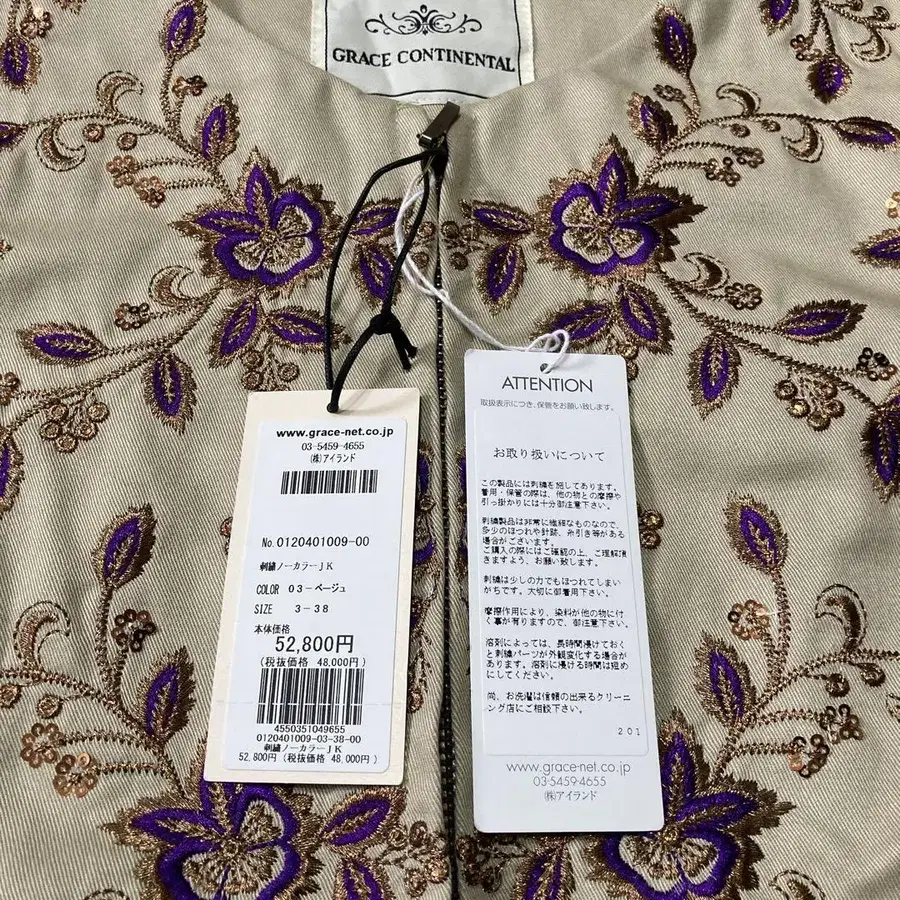 GRACE CONTINENTAL
www.grace-net.co.jp
03-5459-4655
(株)アイランド
No.0120401009-00
刺繍ノーカラーJK
COLOR 03-ベージュ
SIZE 3-38
本体価格
52,800円
(税抜価格 48,000円)
4550351049655
0120401009-03-38-00
刺繍ノーカラーJK
52,800円 (税抜価格 48,000円)
ATTENTION
取扱表示につき、保管をお願い致します。
お取り扱いについて
この製品には刺繍を施してあります。
着用・保管の際は、他の物との摩擦や
引っ掛かりには十分御注意下さい。
刺繍製品は非常に繊細なものなので、
多少のほつれや針跡、糸引き等がある
場合がございます。
ご購入の際にはご確認の上、ご理解頂
きますよう、お願い致します。
刺繍は少しの力でもほつれてしまい
がちです。大切に御着用下さい。
摩擦作用により、染料が他の物に付
く事が有りますので、御注意下さい。
溶剤によっては、長時間浸けておく
と刺繍パーツが外観変化する場合が
あります。溶剤に浸ける時間は短め
にしてください。
尚、お洗濯は信頼の出来るクリーニ
ング店にご相談下さい。
201
www.grace-net.co.jp
03-5459-4655
(株)アイランド